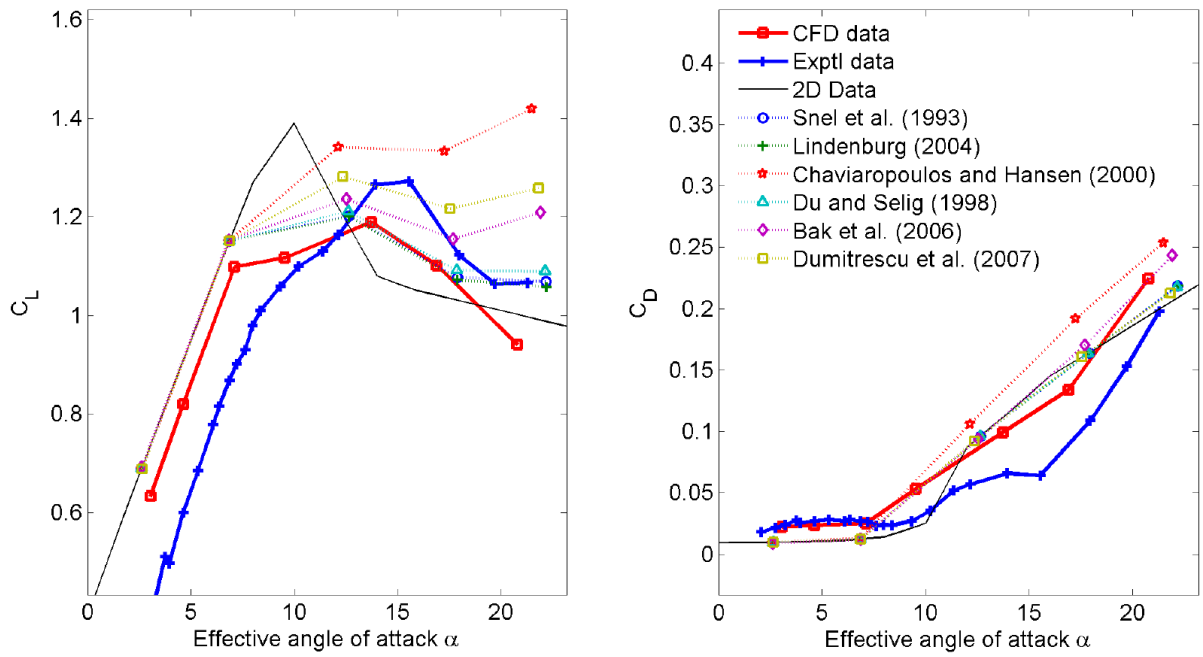 1.6
1.4
1.2
1
0.8
0.6
C_L
0 5 10 15 20
Effective angle of attack α
CFD data
Exptl data
2D Data
Snel et al. (1993)
Lindenburg (2004)
Chaviaropoulos and Hansen (2000)
Du and Selig (1998)
Bak et al. (2006)
Dumitrescu et al. (2007)
0.4
0.35
0.3
0.25
0.2
0.15
0.1
0.05
0
C_D
0 5 10 15 20
Effective angle of attack α